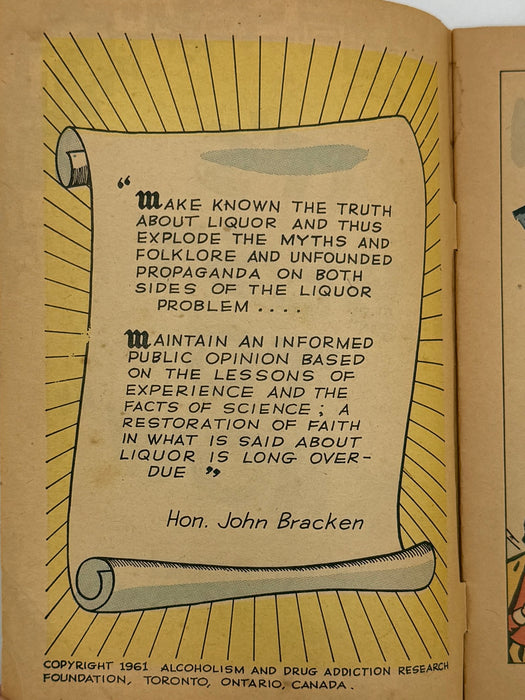 “ MAKE KNOWN THE TRUTH
ABOUT LIQUOR AND THUS
EXPLODE THE MYTHS AND
FOLKLORE AND UNFOUNDED
PROPAGANDA ON BOTH
SIDES OF THE LIQUOR
PROBLEM . . . .
MAINTAIN AN INFORMED
PUBLIC OPINION BASED
ON THE LESSONS OF
EXPERIENCE AND THE
FACTS OF SCIENCE ; A
RESTORATION OF FAITH
IN WHAT IS SAID ABOUT
LIQUOR IS LONG OVER-
DUE ”
Hon. John Bracken
COPYRIGHT 1961 ALCOHOLISM AND DRUG ADDICTION RESEARCH
FOUNDATION, TORONTO, ONTARIO, CANADA.